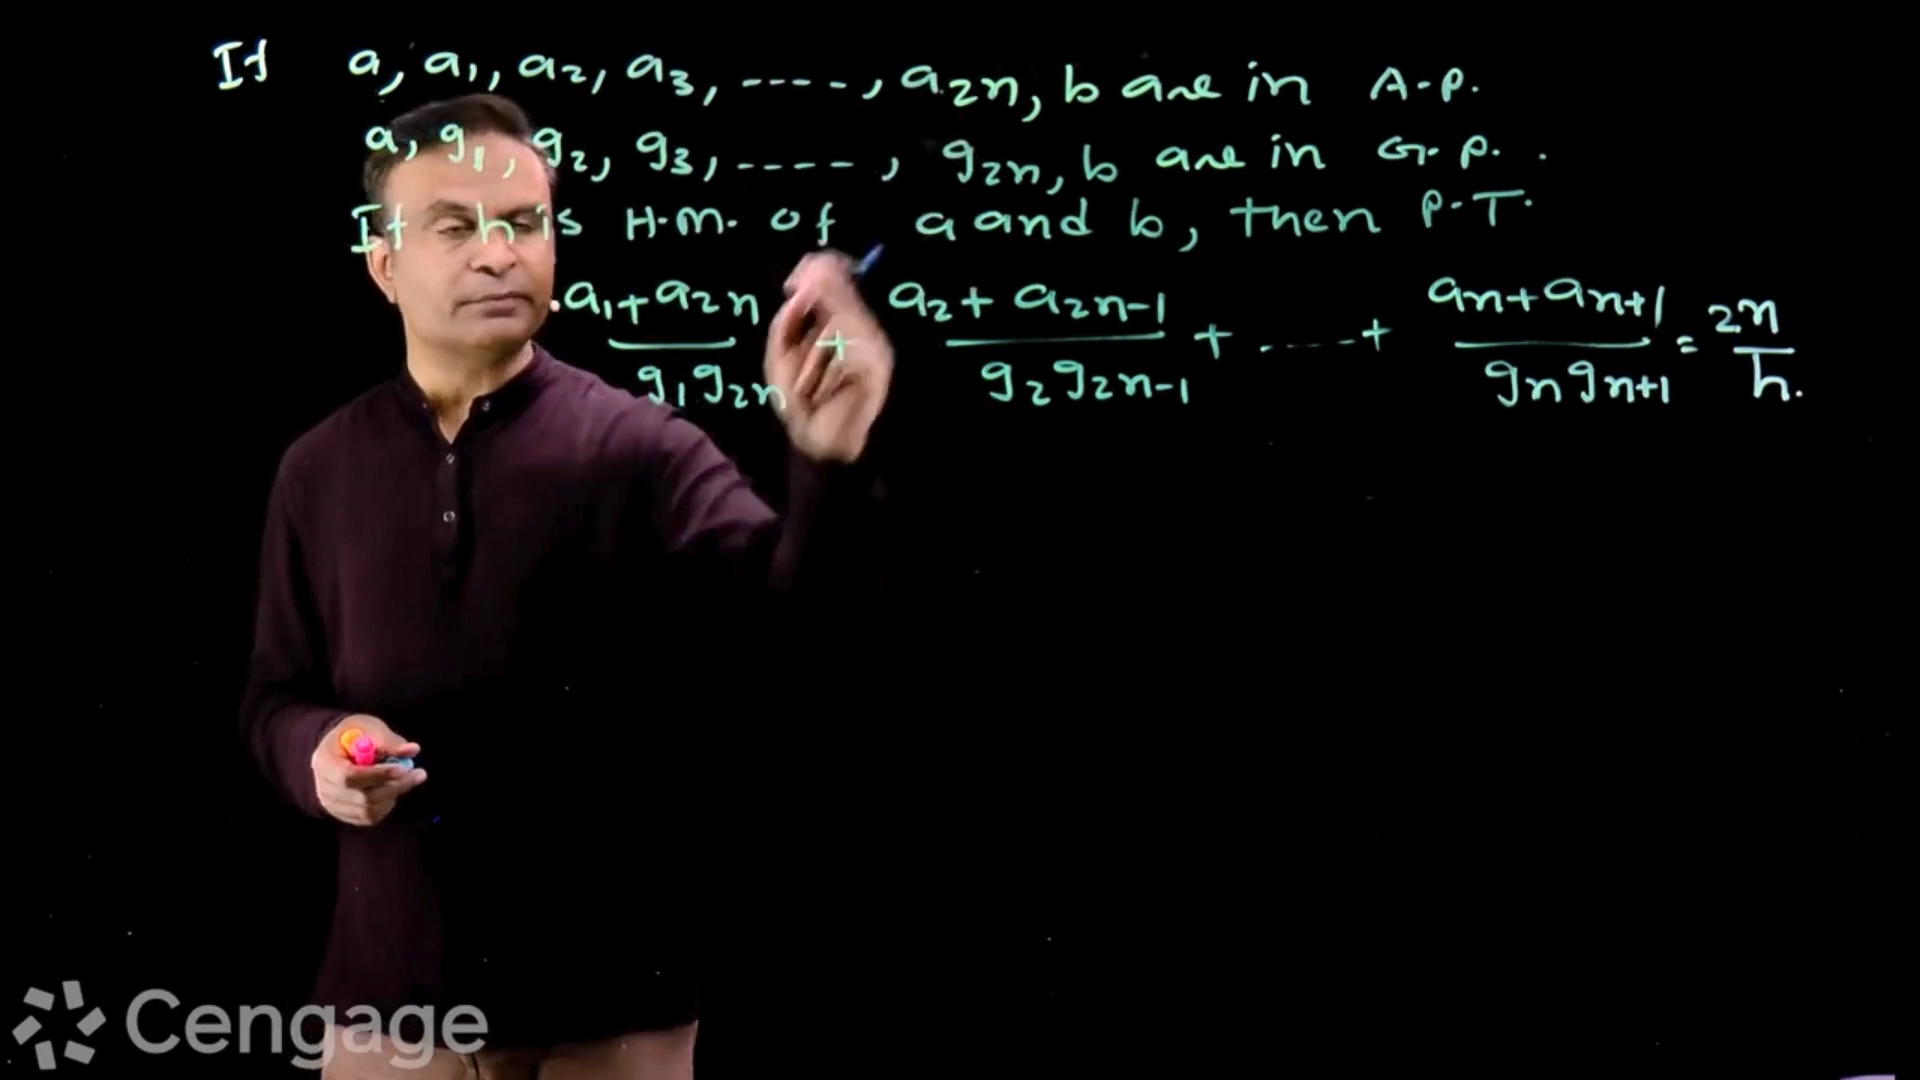 If a, a1, a2, a3, ----, a2n, b are in A.P.
a, g1, g2, g3, ----, g2n, b are in G.P.
If h is H.M. of a and b, then P.T.
a1+a2n / g1g2n + a2+a2n-1 / g2g2n-1 + ----- + an+an+1 / gngn+1 = 2n / h.
Cengage